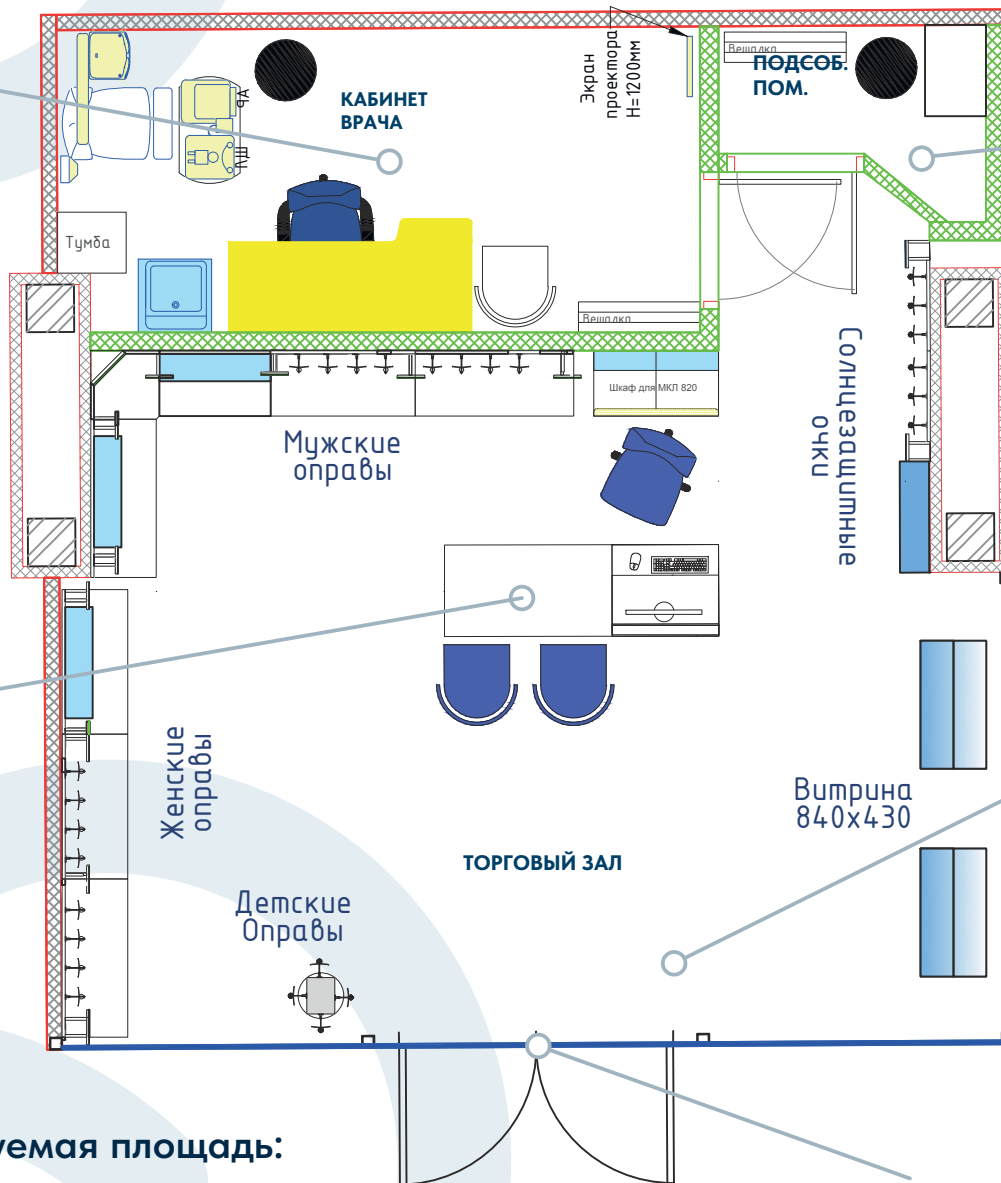 Экран
проектора
Н=1200мм
Вешалка
ПОДСОБ.
ПОМ.
КАБИНЕТ
ВРАЧА
Тумба
Вешалка
Шкаф для МКЛ 820
Мужские
оправы
Солнцезащитные
очки
Женские
оправы
Витрина
840х430
ТОРГОВЫЙ ЗАЛ
Детские
Оправы
уемая площадь: